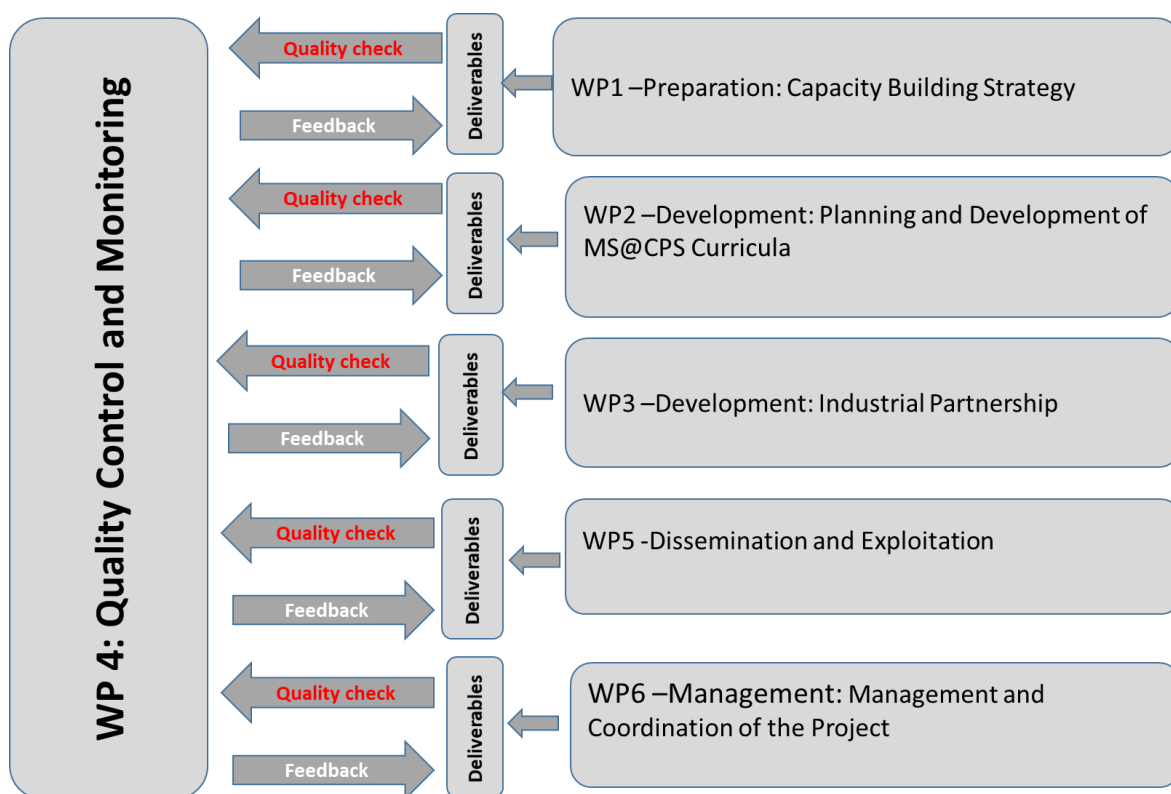 WP 4: Quality Control and Monitoring
Quality check
Feedback
Deliverables
WP1 –Preparation: Capacity Building Strategy
Quality check
Feedback
Deliverables
WP2 –Development: Planning and Development of
MS@CPS Curricula
Quality check
Feedback
Deliverables
WP3 –Development: Industrial Partnership
Quality check
Feedback
Deliverables
WP5 -Dissemination and Exploitation
Quality check
Feedback
Deliverables
WP6 –Management: Management and
Coordination of the Project